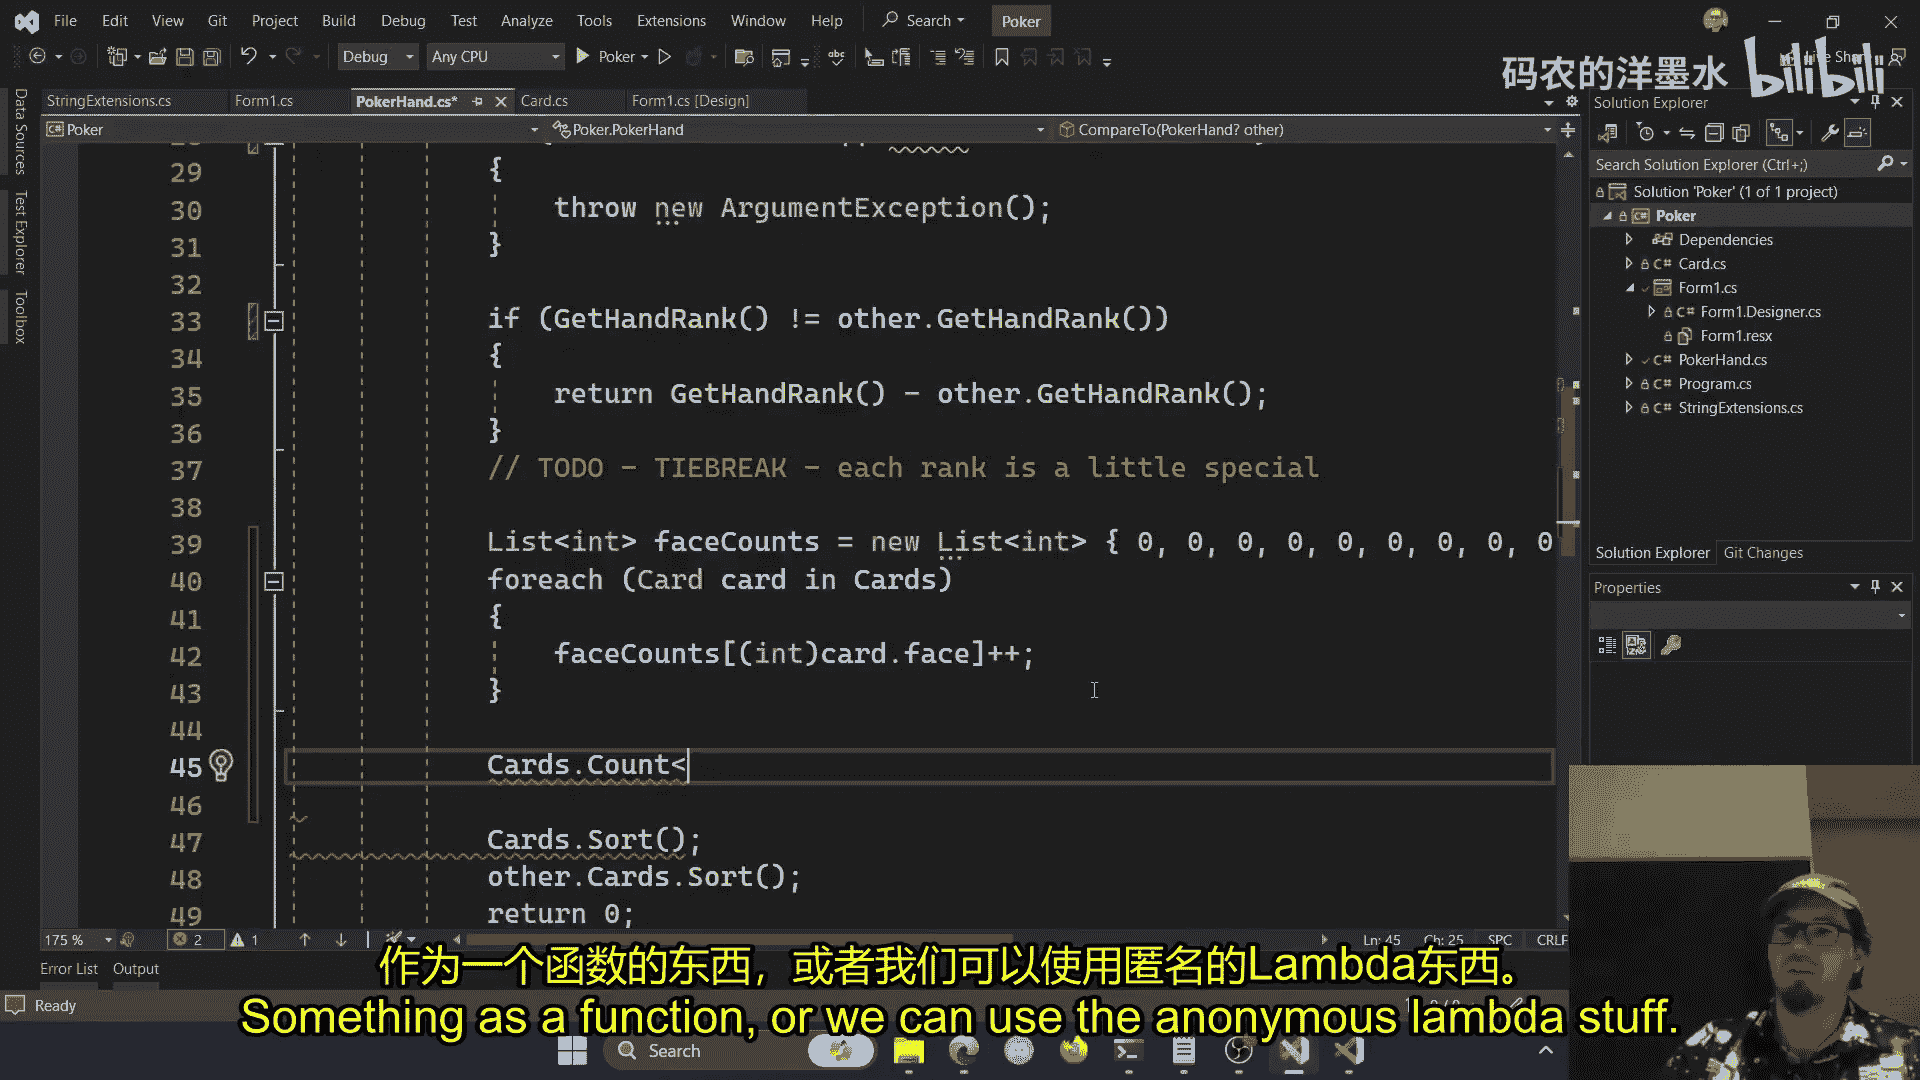 File Edit View Git Project Build Debug Test Analyze Tools Extensions Window Help Search Poker
Debug Any CPU Poker Live Share
码农的洋墨水 bilibili
StringExtensions.cs Form1.cs PokerHand.cs* Card.cs Form1.cs [Design]
Poker Poker.PokerHand CompareTo(PokerHand? other)
Data Sources
Test Explorer
Toolbox
29 {
30 throw new ArgumentException();
31 }
32
33 if (GetHandRank() != other.GetHandRank())
34 {
35 return GetHandRank() - other.GetHandRank();
36 }
37 // TODO - TIEBREAK - each rank is a little special
38
39 List<int> faceCounts = new List<int> { 0, 0, 0, 0, 0, 0, 0, 0, 0
40 foreach (Card card in Cards)
41 {
42 faceCounts[(int)card.face]++;
43 }
44
45 Cards.Count<
46
47 Cards.Sort();
48 other.Cards.Sort();
49 return 0;
175 % 2 1 Ln: 45 Ch: 25 SPC CRLF
Error List Output
Ready
Solution Explorer
Search Solution Explorer (Ctrl+;)
Solution 'Poker' (1 of 1 project)
Poker
Dependencies
Card.cs
Form1.cs
Form1.Designer.cs
Form1.resx
PokerHand.cs
Program.cs
StringExtensions.cs
Solution Explorer Git Changes
Properties
作为一个函数的东西，或者我们可以使用匿名的Lambda东西。
Something as a function, or we can use the anonymous lambda stuff.
Search